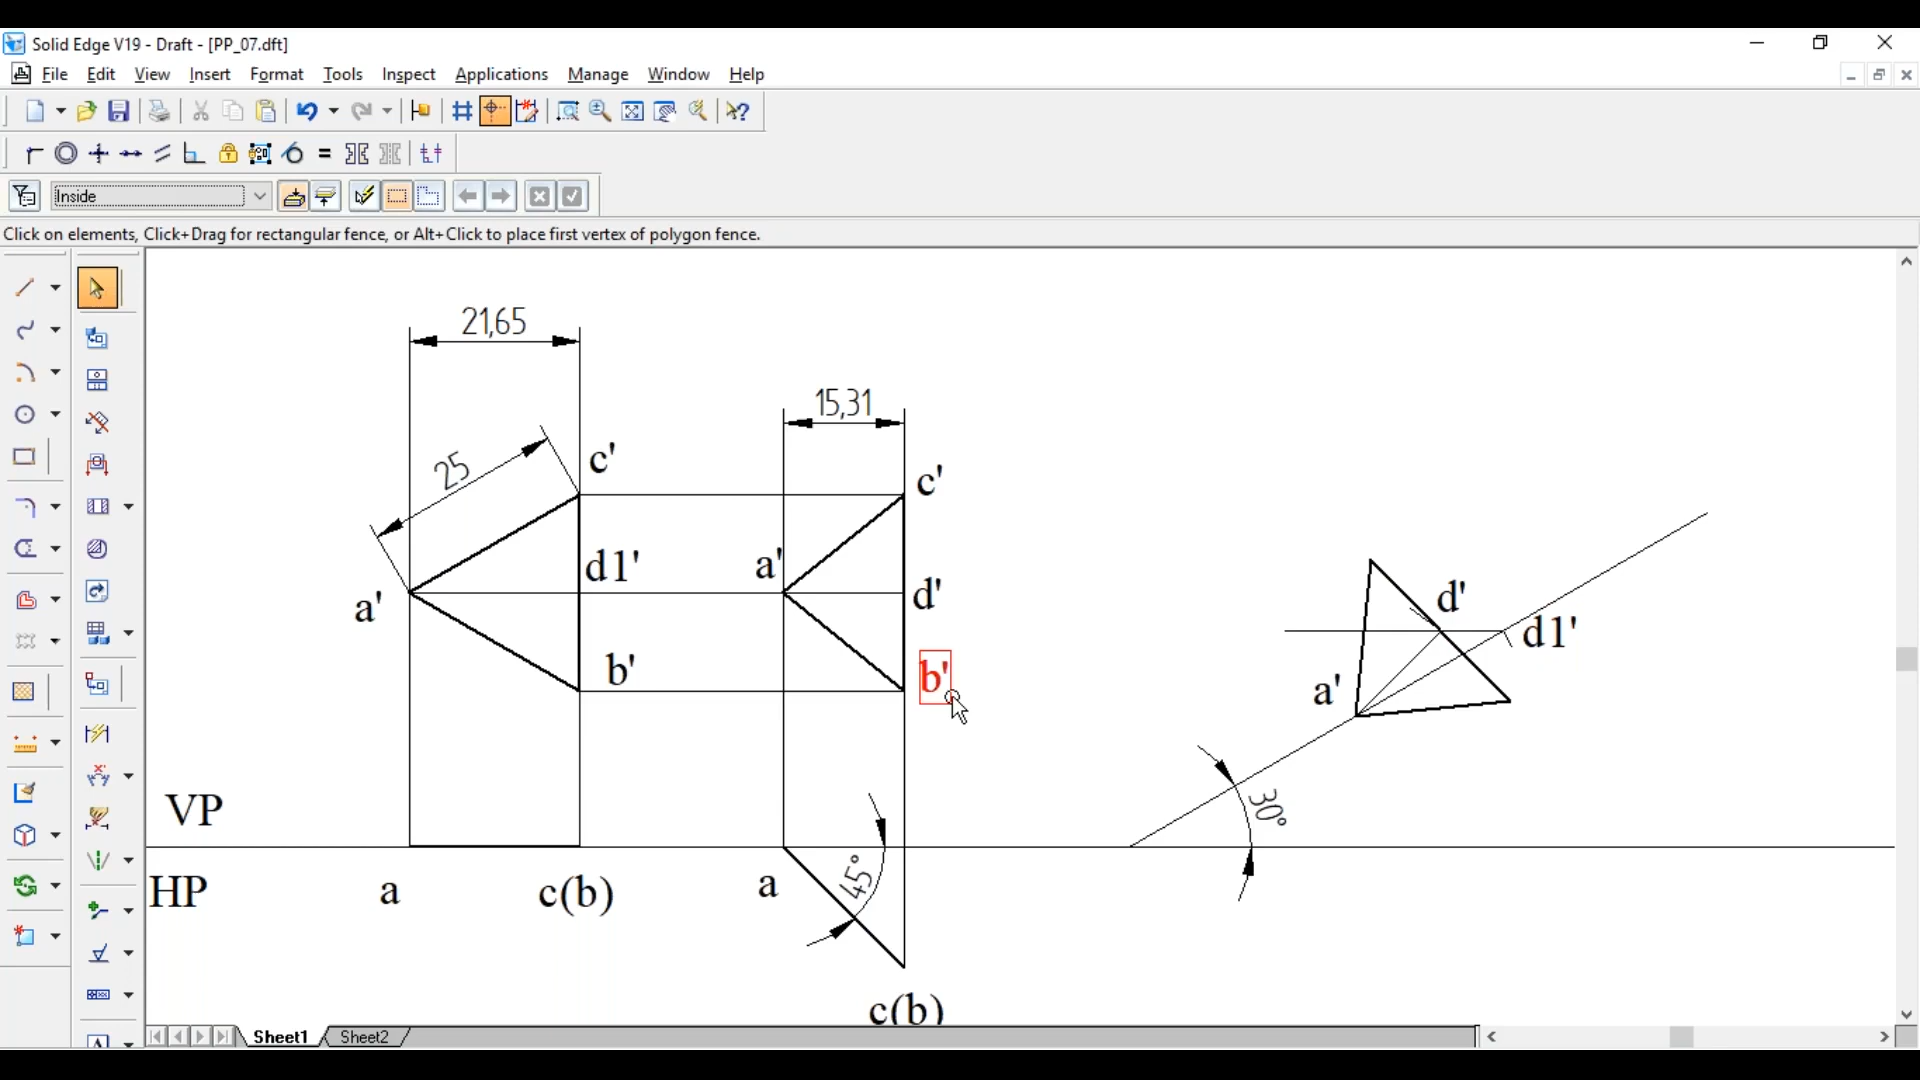 Solid Edge V19 - Draft - [PP_07.dft]
File Edit View Insert Format Tools Inspect Applications Manage Window Help
Inside
Click on elements, Click+Drag for rectangular fence, or Alt+Click to place first vertex of polygon fence.
21,65
15,31
25
c'
c'
d1'
a'
d'
a'
b'
b'
d'
d1'
a'
30°
VP
HP
a
c(b)
a
45°
c(b)
Sheet1
Sheet2